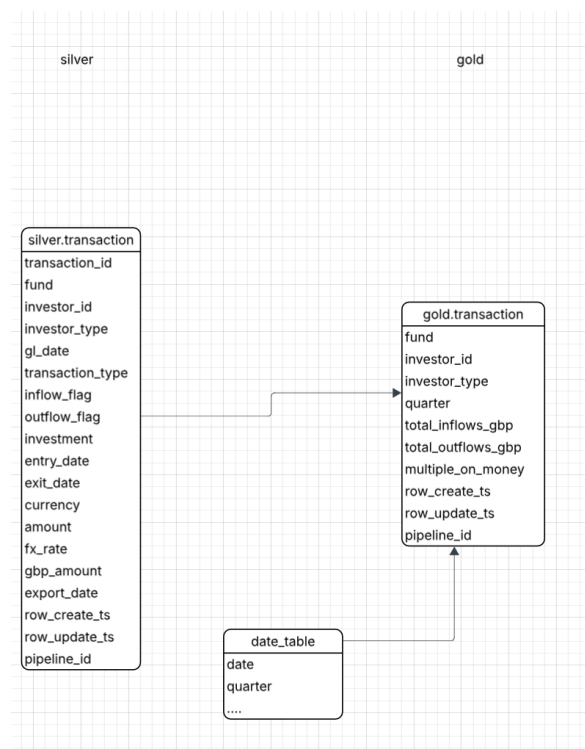 silver
gold
silver.transaction
transaction_id
fund
investor_id
investor_type
gl_date
transaction_type
inflow_flag
outflow_flag
investment
entry_date
exit_date
currency
amount
fx_rate
gbp_amount
export_date
row_create_ts
row_update_ts
pipeline_id
gold.transaction
fund
investor_id
investor_type
quarter
total_inflows_gbp
total_outflows_gbp
multiple_on_money
row_create_ts
row_update_ts
pipeline_id
date_table
date
quarter
....